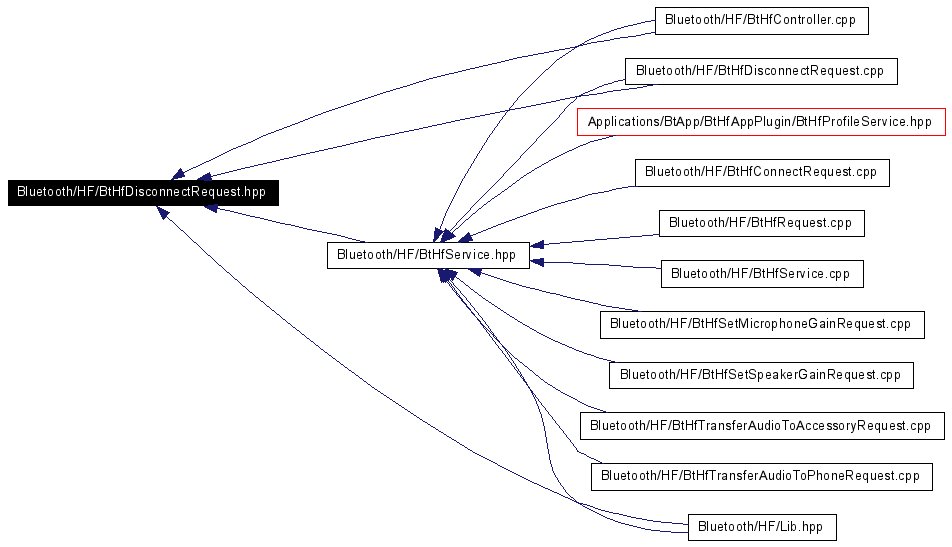 Bluetooth/HF/BtHfController.cpp
Bluetooth/HF/BtHfDisconnectRequest.cpp
Applications/BtApp/BtHfAppPlugin/BtHfProfileService.hpp
Bluetooth/HF/BtHfConnectRequest.cpp
Bluetooth/HF/BtHfDisconnectRequest.hpp
Bluetooth/HF/BtHfRequest.cpp
Bluetooth/HF/BtHfService.hpp
Bluetooth/HF/BtHfService.cpp
Bluetooth/HF/BtHfSetMicrophoneGainRequest.cpp
Bluetooth/HF/BtHfSetSpeakerGainRequest.cpp
Bluetooth/HF/BtHfTransferAudioToAccessoryRequest.cpp
Bluetooth/HF/BtHfTransferAudioToPhoneRequest.cpp
Bluetooth/HF/Lib.hpp